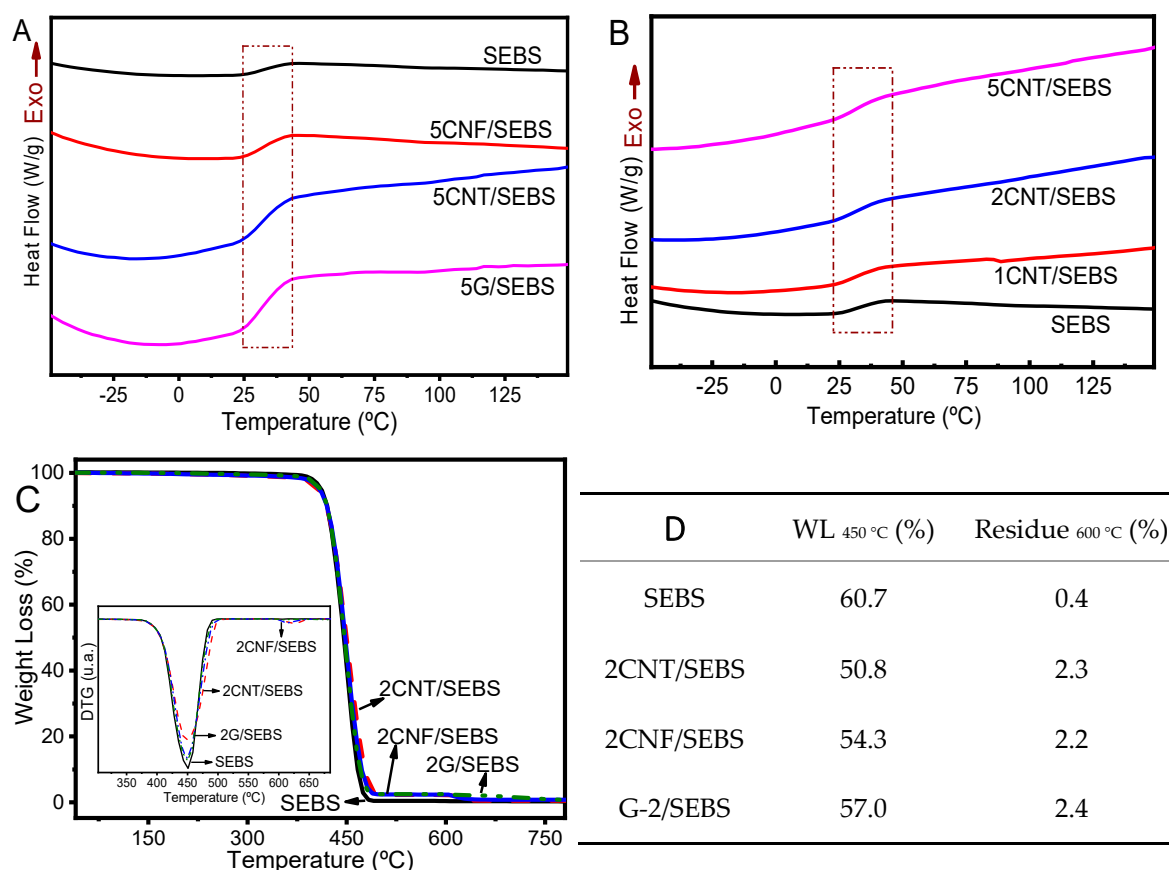 A
Heat Flow (W/g) Exo
SEBS
5CNF/SEBS
5CNT/SEBS
5G/SEBS
-25 0 25 50 75 100 125
Temperature (ºC)
B
Heat Flow (W/g) Exo
5CNT/SEBS
2CNT/SEBS
1CNT/SEBS
SEBS
-25 0 25 50 75 100 125
Temperature (ºC)
C
Weight Loss (%)
100
80
60
40
20
0
2CNT/SEBS
2CNF/SEBS
2G/SEBS
SEBS
150 300 450 600 750
Temperature (ºC)
DTG (u.a.)
2CNF/SEBS
2CNT/SEBS
2G/SEBS
SEBS
350 400 450 500 550 600 650
Temperature (ºC)
D WL 450 °C (%) Residue 600 °C (%)
SEBS 60.7 0.4
2CNT/SEBS 50.8 2.3
2CNF/SEBS 54.3 2.2
G-2/SEBS 57.0 2.4